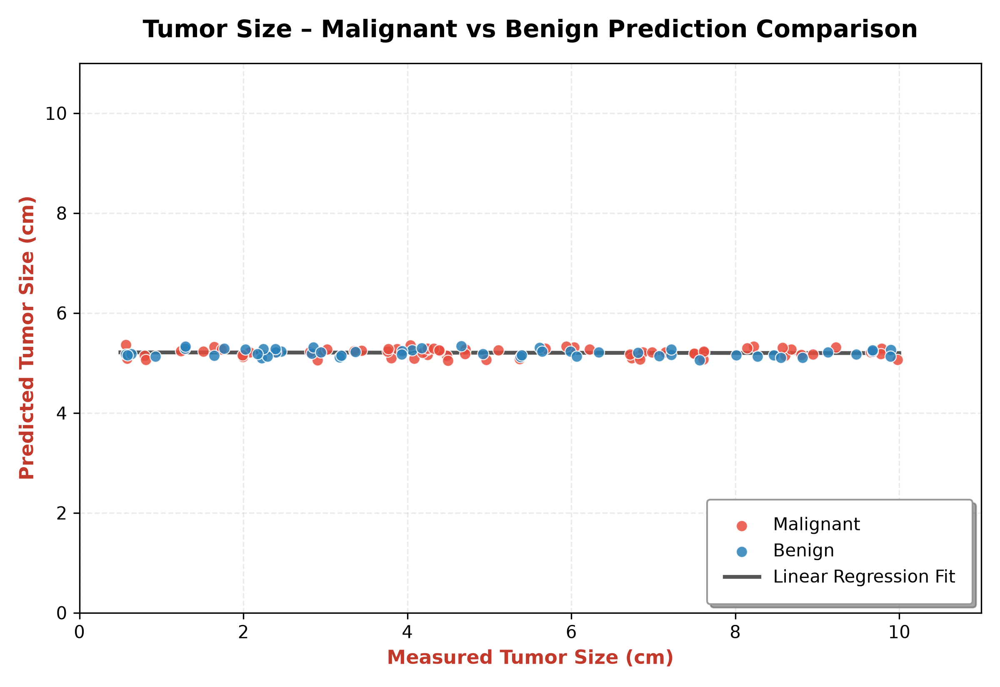 Tumor Size – Malignant vs Benign Prediction Comparison
Predicted Tumor Size (cm)
10
8
6
4
2
0
0 2 4 6 8 10
Measured Tumor Size (cm)
Malignant
Benign
Linear Regression Fit